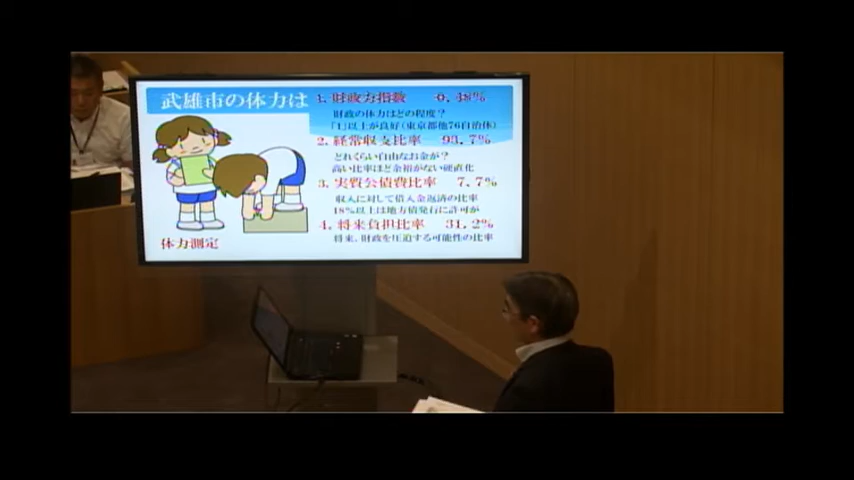 武雄市の体力は
1. 財政力指数 0.48%
財政の体力はどの程度?
「1」以上が良好(東京都他76自治体)
2. 経常収支比率 93.7%
どれくらい自由なお金が?
高い比率ほど余裕がない硬直化
3. 実質公債費比率 7.7%
収入に対して借入金返済の比率
18%以上は地方債発行に許可が
4. 将来負担比率 31.2%
将来、財政を圧迫する可能性の比率
体力測定